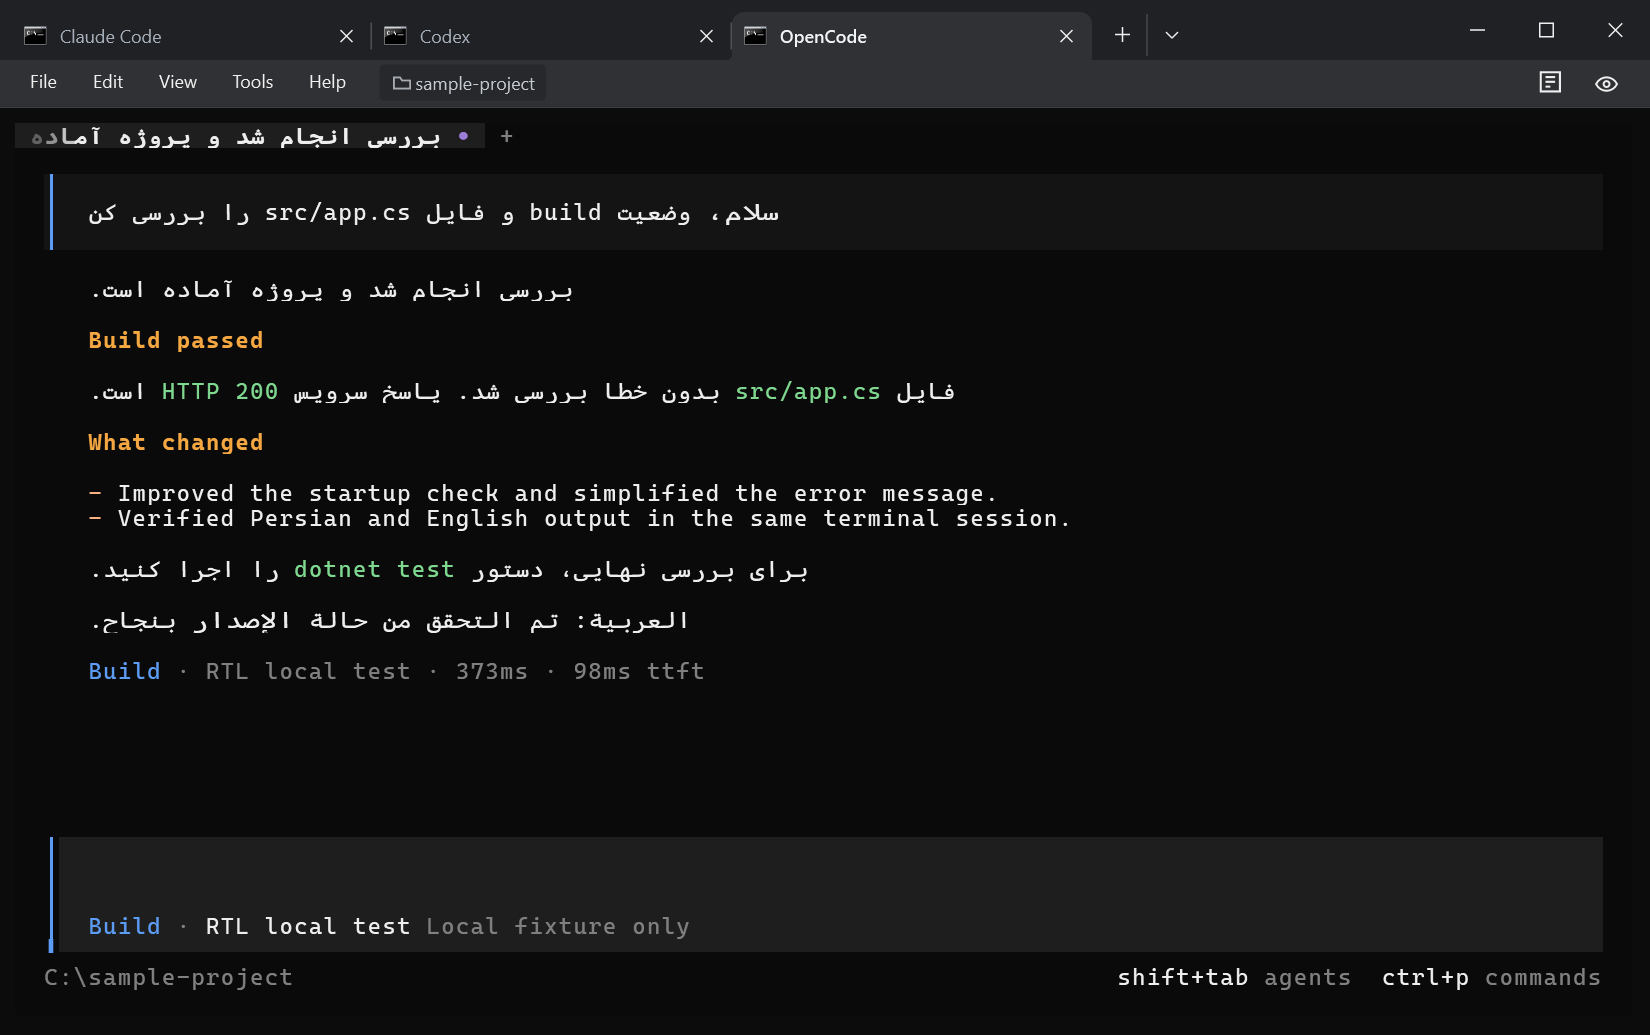 Claude Code
Codex
OpenCode
File Edit View Tools Help sample-project
بررسی انجام شد و پروژه آماده • +
سلام، وضعیت build و فایل src/app.cs را بررسی کن
بررسی انجام شد و پروژه آماده است.
Build passed
فایل src/app.cs بدون خطا بررسی شد. پاسخ سرویس HTTP 200 است.
What changed
- Improved the startup check and simplified the error message.
- Verified Persian and English output in the same terminal session.
برای بررسی نهایی، دستور dotnet test را اجرا کنید.
العربية: تم التحقق من حالة الإصدار بنجاح.
Build · RTL local test · 373ms · 98ms ttft
Build · RTL local test Local fixture only
C:\sample-project shift+tab agents ctrl+p commands